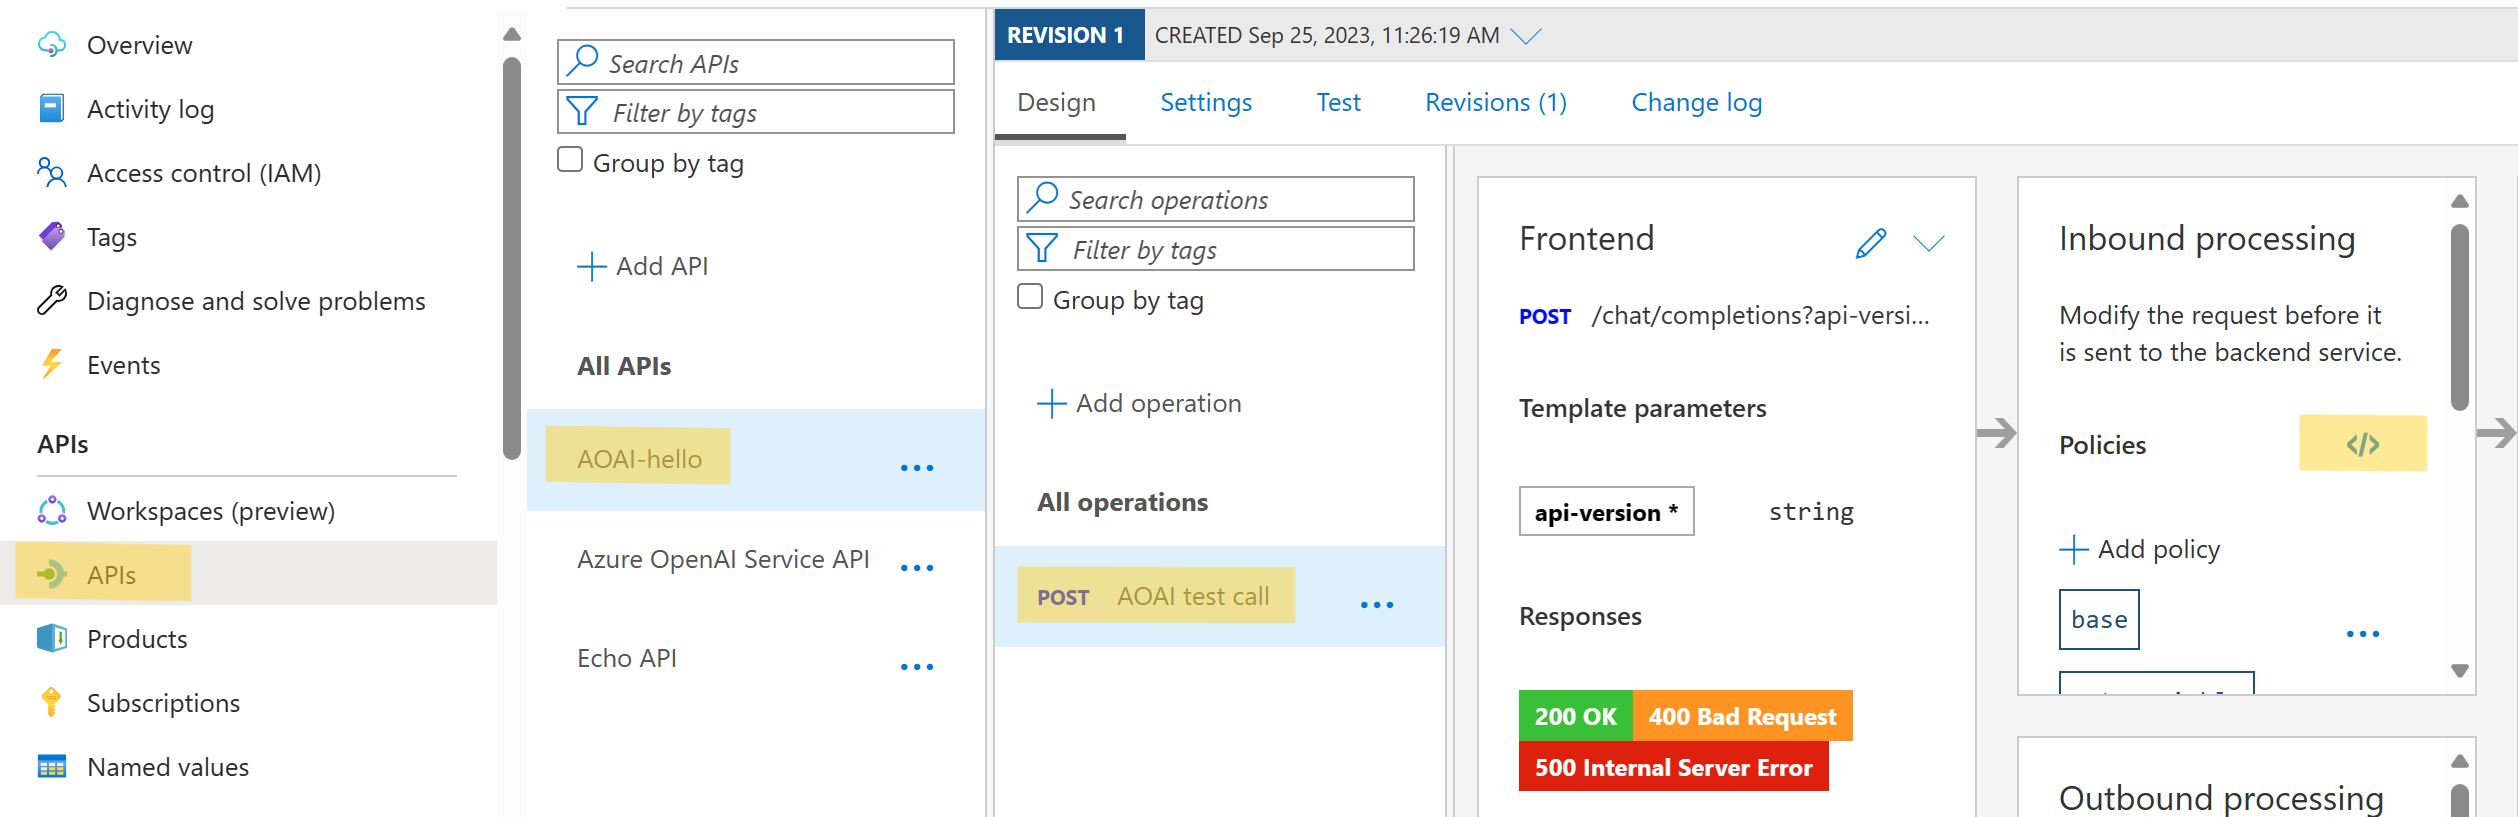 Overview
Activity log
Access control (IAM)
Tags
Diagnose and solve problems
Events
APIs
Workspaces (preview)
APIs
Products
Subscriptions
Named values
Search APIs
Filter by tags
Group by tag
Add API
All APIs
AOAI-hello
Azure OpenAI Service API
Echo API
REVISION 1 CREATED Sep 25, 2023, 11:26:19 AM
Design Settings Test Revisions (1) Change log
Search operations
Filter by tags
Group by tag
Add operation
All operations
POST AOAI test call
Frontend
POST /chat/completions?api-versi...
Template parameters
api-version * string
Responses
200 OK 400 Bad Request
500 Internal Server Error
Inbound processing
Modify the request before it
is sent to the backend service.
Policies </>
Add policy
base
Outbound processing